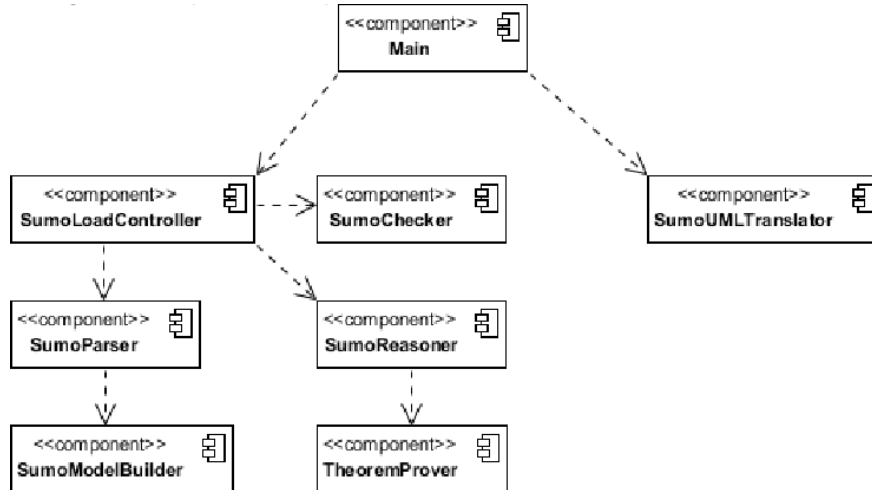 <<component>>
Main
<<component>>
SumoLoadController
<<component>>
SumoChecker
<<component>>
SumoUMLTranslator
<<component>>
SumoParser
<<component>>
SumoReasoner
<<component>>
SumoModelBuilder
<<component>>
TheoremProver